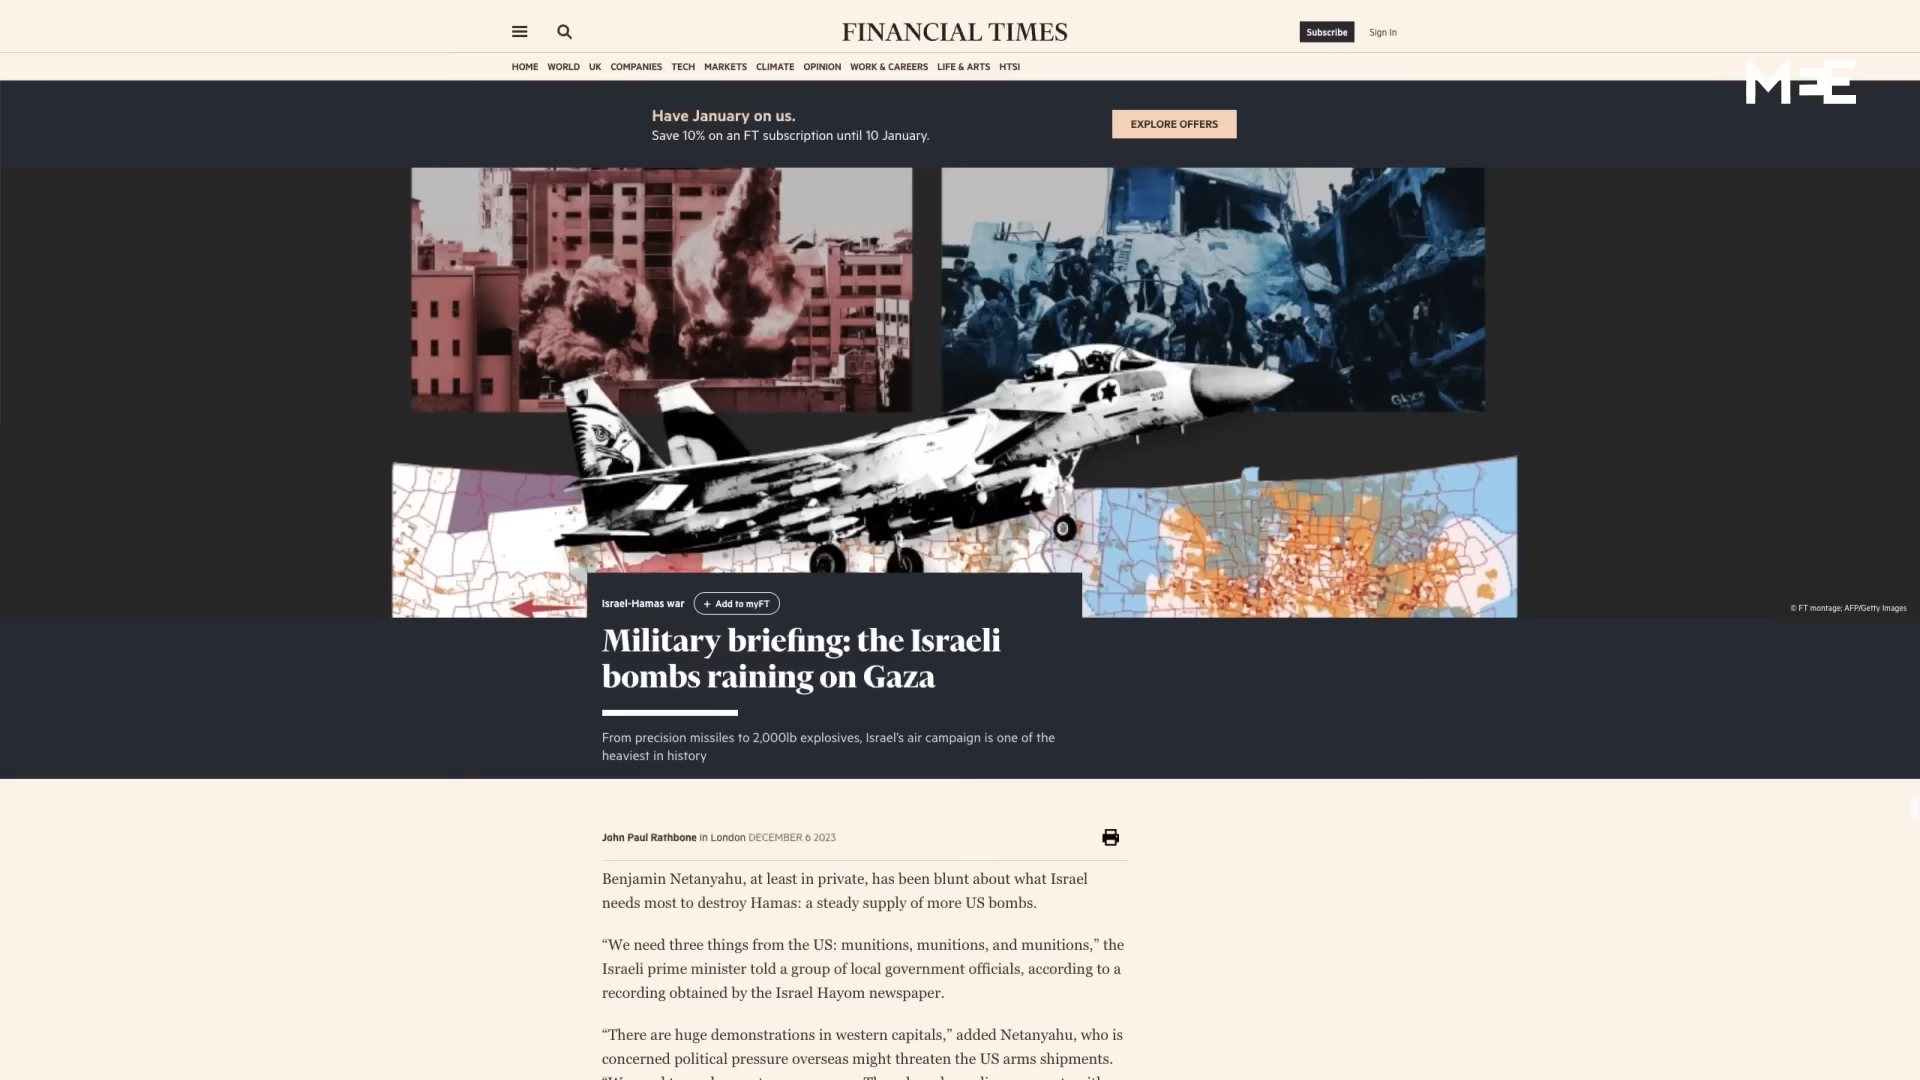 FINANCIAL TIMES
Subscribe
Sign In
HOME WORLD UK COMPANIES TECH MARKETS CLIMATE OPINION WORK & CAREERS LIFE & ARTS HTSI
MEE
Have January on us.
Save 10% on an FT subscription until 10 January.
EXPLORE OFFERS
212
© FT montage; AFP/Getty Images
Israel-Hamas war
+ Add to myFT
Military briefing: the Israeli
bombs raining on Gaza
From precision missiles to 2,000lb explosives, Israel’s air campaign is one of the
heaviest in history
John Paul Rathbone in London DECEMBER 6 2023
Benjamin Netanyahu, at least in private, has been blunt about what Israel
needs most to destroy Hamas: a steady supply of more US bombs.
“We need three things from the US: munitions, munitions, and munitions,” the
Israeli prime minister told a group of local government officials, according to a
recording obtained by the Israel Hayom newspaper.
“There are huge demonstrations in western capitals,” added Netanyahu, who is
concerned political pressure overseas might threaten the US arms shipments.